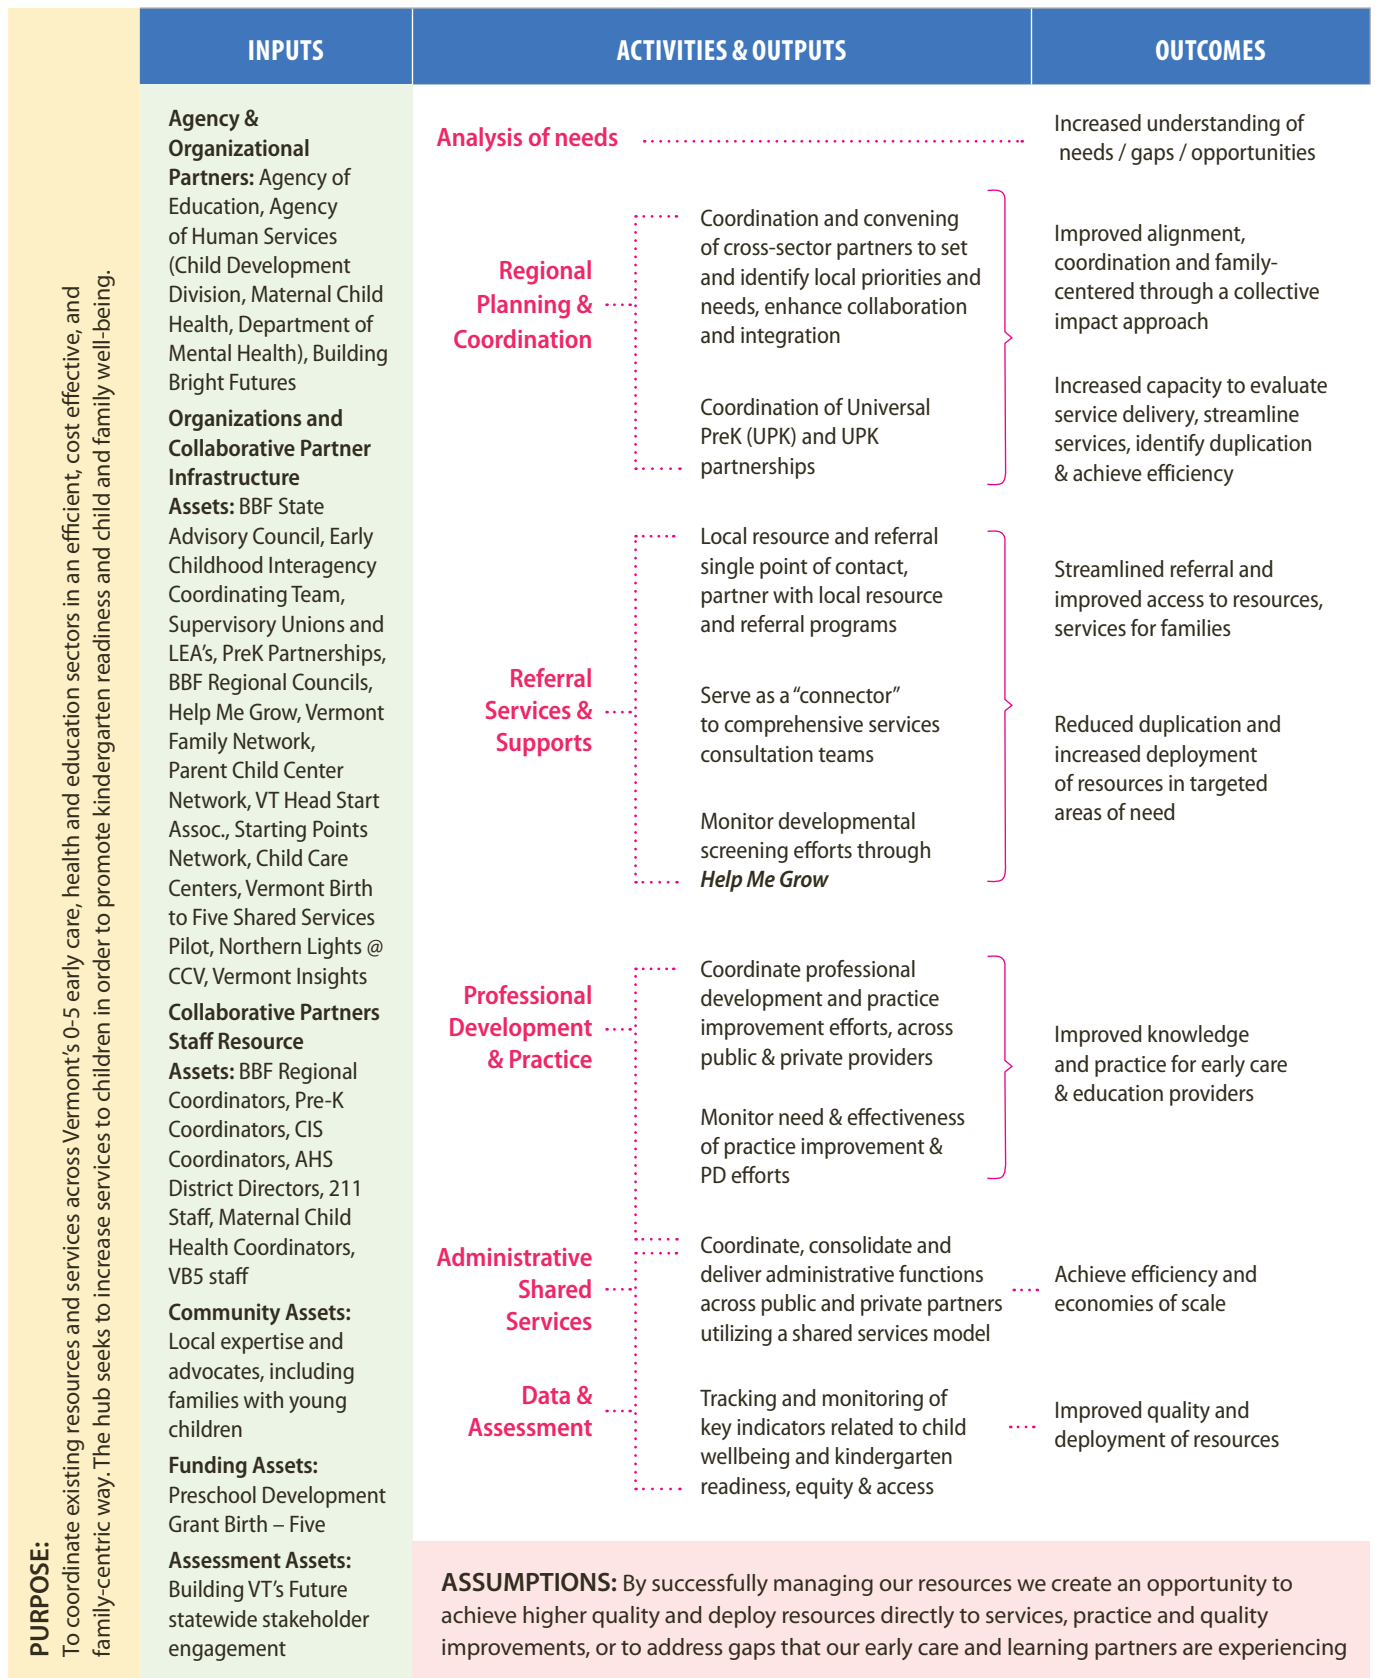 PURPOSE:
To coordinate existing resources and services across Vermont's 0-5 early care, health and education sectors in an efficient, cost effective, and
family-centric way. The hub seeks to increase services to children in order to promote kindergarten readiness and child and family well-being.
INPUTS
Agency &
Organizational
Partners: Agency of
Education, Agency
of Human Services
(Child Development
Division, Maternal Child
Health, Department of
Mental Health), Building
Bright Futures
Organizations and
Collaborative Partner
Infrastructure
Assets: BBF State
Advisory Council, Early
Childhood Interagency
Coordinating Team,
Supervisory Unions and
LEA's, PreK Partnerships,
BBF Regional Councils,
Help Me Grow, Vermont
Family Network,
Parent Child Center
Network, VT Head Start
Assoc., Starting Points
Network, Child Care
Centers, Vermont Birth
to Five Shared Services
Pilot, Northern Lights @
CCV, Vermont Insights
Collaborative Partners
Staff Resource
Assets: BBF Regional
Coordinators, Pre-K
Coordinators, CIS
Coordinators, AHS
District Directors, 211
Staff, Maternal Child
Health Coordinators,
VB5 staff
Community Assets:
Local expertise and
advocates, including
families with young
children
Funding Assets:
Preschool Development
Grant Birth – Five
Assessment Assets:
Building VT's Future
statewide stakeholder
engagement
ACTIVITIES & OUTPUTS
Analysis of needs
Regional
Planning &
Coordination
Coordination and convening
of cross-sector partners to set
and identify local priorities and
needs, enhance collaboration
and integration
Coordination of Universal
PreK (UPK) and UPK
partnerships
Referral
Services &
Supports
Local resource and referral
single point of contact,
partner with local resource
and referral programs
Serve as a "connector"
to comprehensive services
consultation teams
Monitor developmental
screening efforts through
Help Me Grow
Professional
Development
& Practice
Coordinate professional
development and practice
improvement efforts, across
public & private providers
Monitor need & effectiveness
of practice improvement &
PD efforts
Administrative
Shared
Services
Coordinate, consolidate and
deliver administrative functions
across public and private partners
utilizing a shared services model
Data &
Assessment
Tracking and monitoring of
key indicators related to child
wellbeing and kindergarten
readiness, equity & access
OUTCOMES
Increased understanding of
needs / gaps / opportunities
Improved alignment,
coordination and family-
centered through a collective
impact approach
Increased capacity to evaluate
service delivery, streamline
services, identify duplication
& achieve efficiency
Streamlined referral and
improved access to resources,
services for families
Reduced duplication and
increased deployment
of resources in targeted
areas of need
Improved knowledge
and practice for early care
& education providers
Achieve efficiency and
economies of scale
Improved quality and
deployment of resources
ASSUMPTIONS: By successfully managing our resources we create an opportunity to
achieve higher quality and deploy resources directly to services, practice and quality
improvements, or to address gaps that our early care and learning partners are experiencing